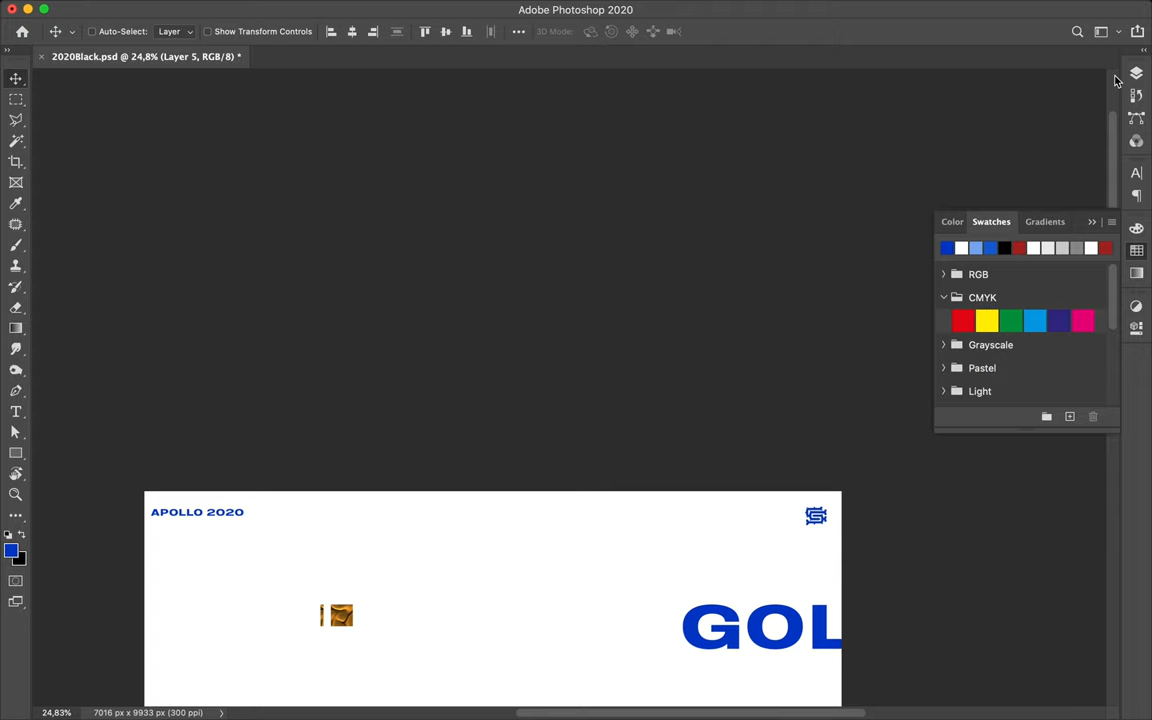 Adobe Photoshop 2020
Auto-Select: Layer Show Transform Controls 3D Mode:
2020Black.psd @ 24,8% (Layer 5, RGB/8) *
Color Swatches Gradients
RGB
CMYK
Grayscale
Pastel
Light
APOLLO 2020
GOL
24,83% 7016 px x 9933 px (300 ppi)